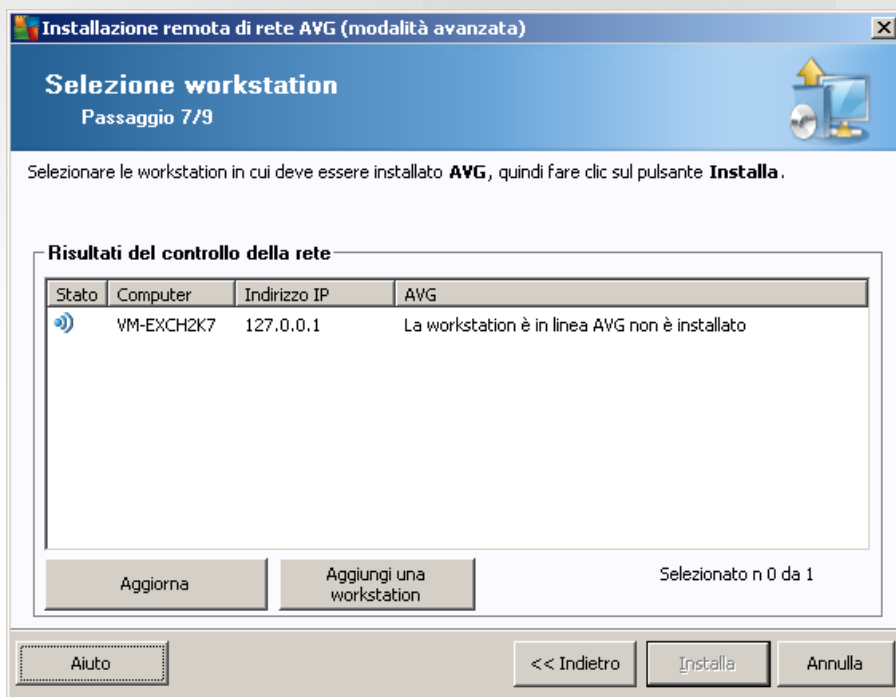 Installazione remota di rete AVG (modalità avanzata)
Selezione workstation
Passaggio 7/9
Selezionare le workstation in cui deve essere installato AVG, quindi fare clic sul pulsante Installa.
Risultati del controllo della rete
Stato Computer Indirizzo IP AVG
VM-EXCH2K7 127.0.0.1 La workstation è in linea AVG non è installato
Aggiorna
Aggiungi una
workstation
Selezionato n 0 da 1
Aiuto << Indietro Installa Annulla